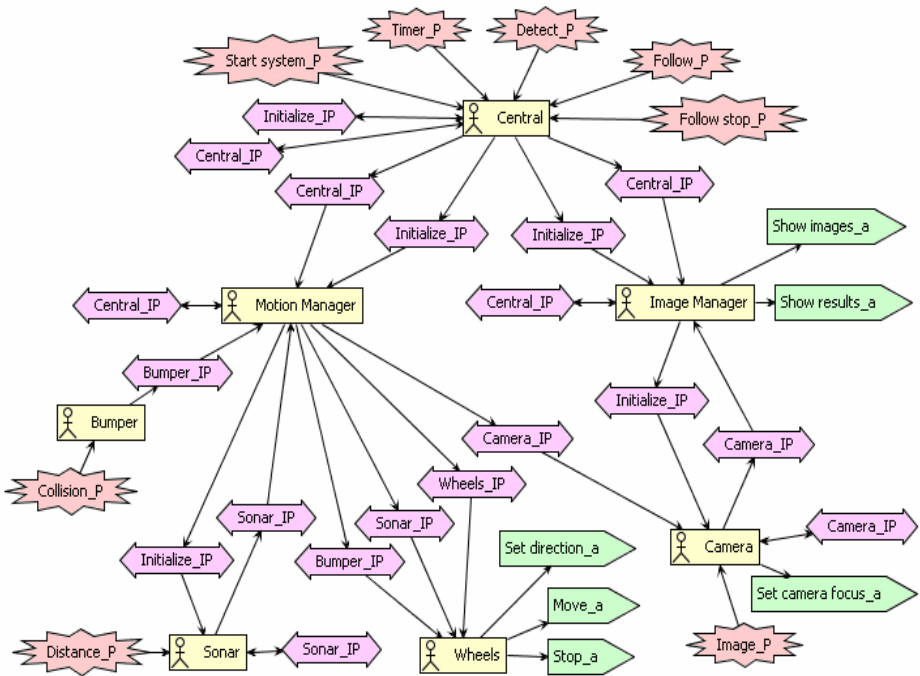 Timer_P
Detect_P
Start system_P
Follow_P
Initialize_IP
Central
Follow stop_P
Central_IP
Central_IP
Central_IP
Initialize_IP
Initialize_IP
Show images_a
Central_IP
Motion Manager
Central_IP
Image Manager
Show results_a
Bumper_IP
Initialize_IP
Bumper
Camera_IP
Camera_IP
Collision_P
Wheels_IP
Sonar_IP
Sonar_IP
Camera_IP
Initialize_IP
Bumper_IP
Set direction_a
Camera
Set camera focus_a
Move_a
Distance_P
Sonar
Sonar_IP
Wheels
Stop_a
Image_P